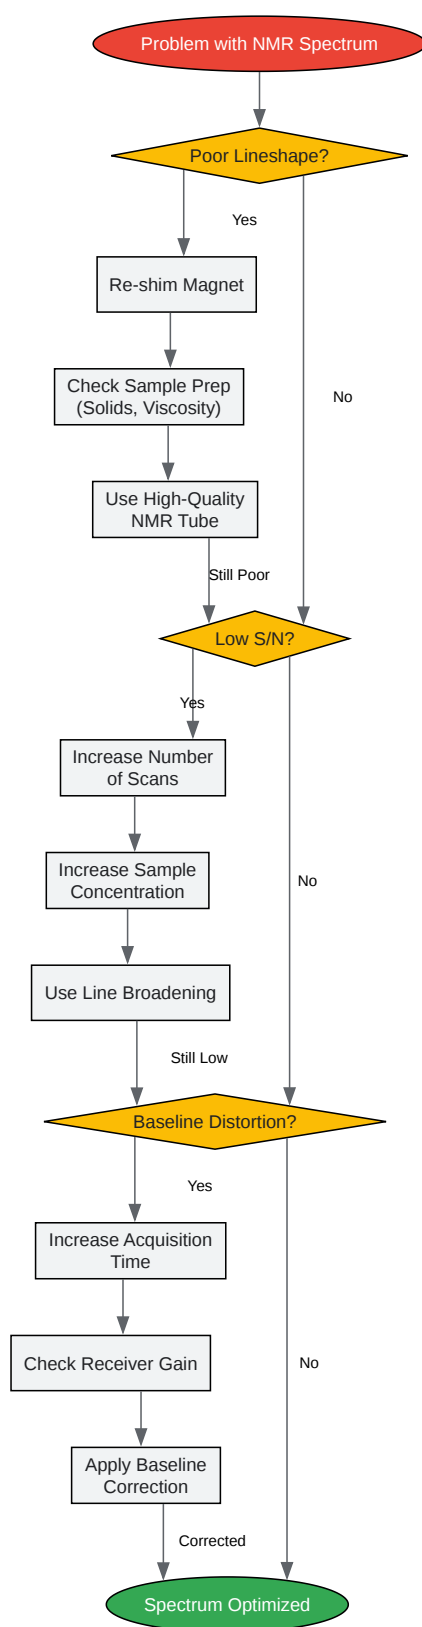 Problem with NMR Spectrum
Poor Lineshape?
Yes
Re-shim Magnet
Check Sample Prep
(Solids, Viscosity)
No
Use High-Quality
NMR Tube
Still Poor
Low S/N?
Yes
Increase Number
of Scans
Increase Sample
Concentration
No
Use Line Broadening
Still Low
Baseline Distortion?
Yes
Increase Acquisition
Time
Check Receiver Gain
No
Apply Baseline
Correction
Corrected
Spectrum Optimized